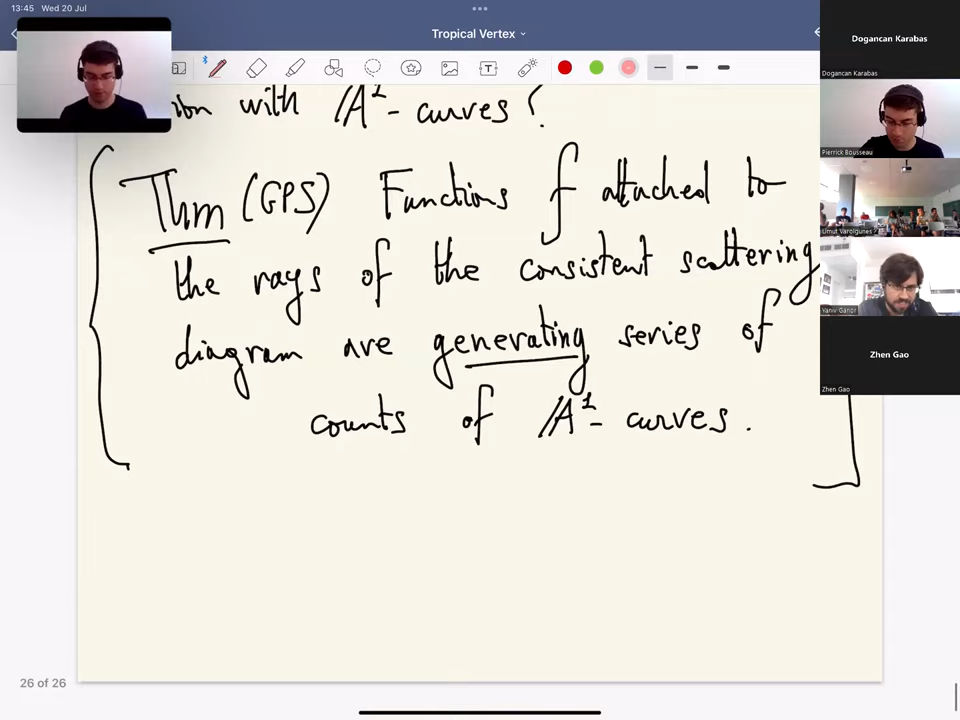 13:45 Wed 20 Jul
Tropical Vertex
with /A¹- curves ?
Thm (GPS) Functions f attached to
the rays of the consistent scattering
diagram are generating series of
counts of /A¹- curves .
26 of 26
Dogancan Karabas
Dogancan Karabas
Pierrick Bousseau
Umut Varolgunes
Yaniv Ganor
Zhen Gao
Zhen Gao